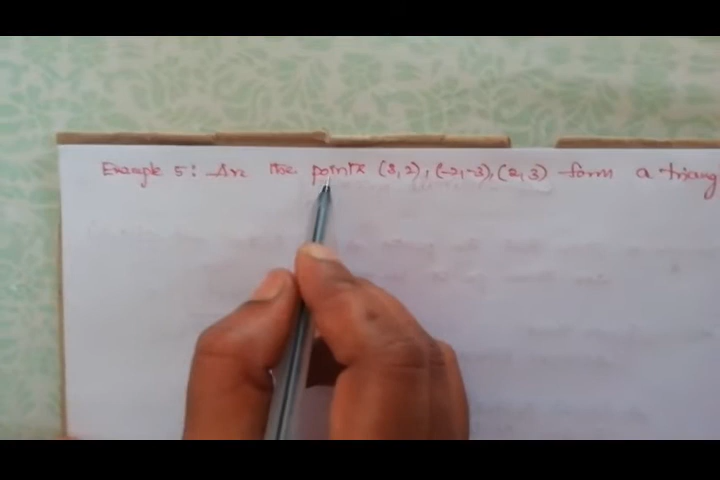 Example 5: Are the points (3,2), (-2,-3), (2,3) form a triang